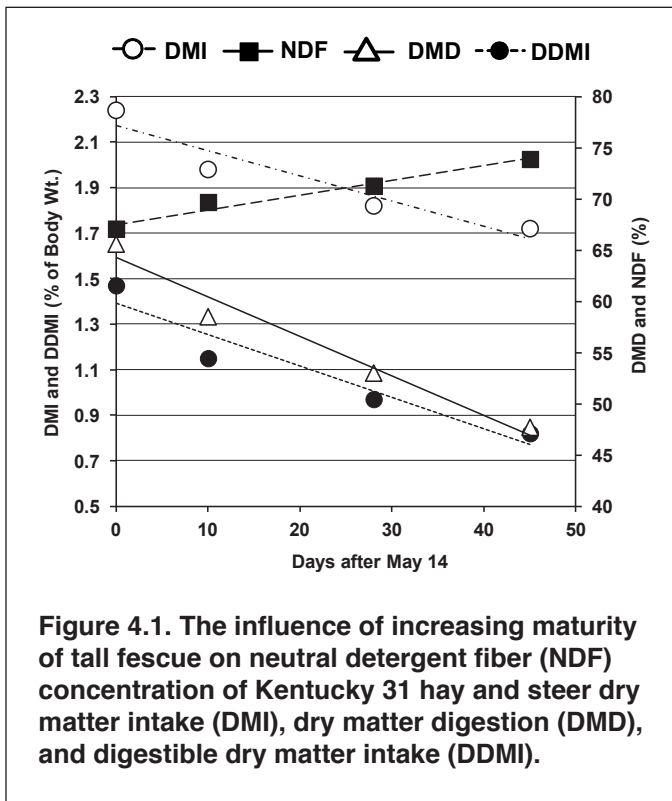 DMI NDF DMD DDMI
2.3
2.1
1.9
1.7
1.5
1.3
1.1
0.9
0.7
0.5
DMI and DDMI (% of Body Wt.)
80
75
70
65
60
55
50
45
40
DMD and NDF (%)
0 10 20 30 40 50
Days after May 14
Figure 4.1. The influence of increasing maturity
of tall fescue on neutral detergent fiber (NDF)
concentration of Kentucky 31 hay and steer dry
matter intake (DMI), dry matter digestion (DMD),
and digestible dry matter intake (DDMI).